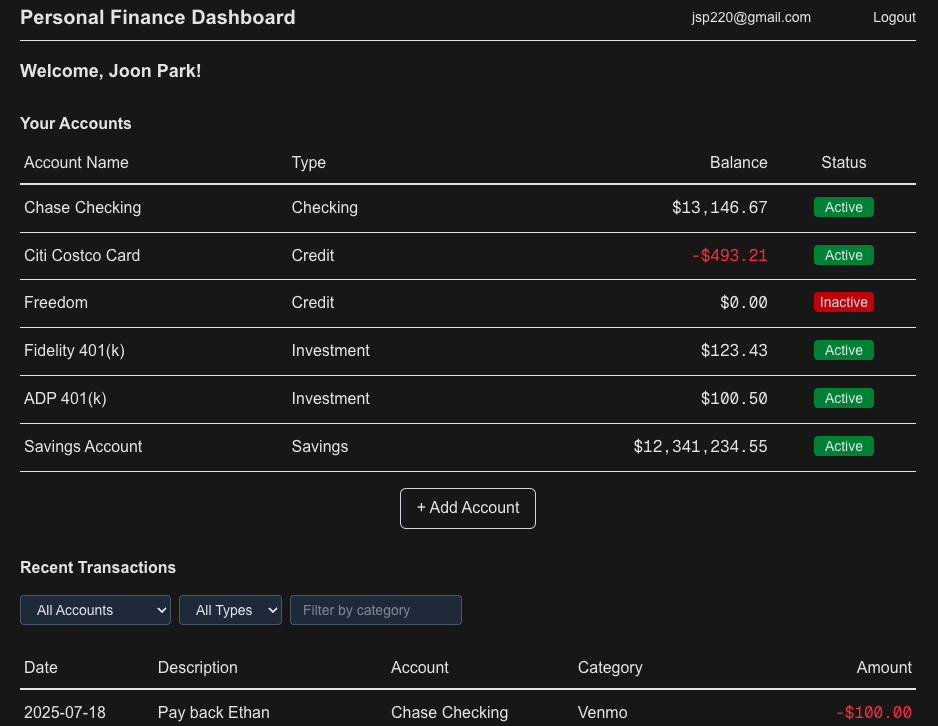 Personal Finance Dashboard jsp220@gmail.com Logout
Welcome, Joon Park!
Your Accounts
Account Name Type Balance Status
Chase Checking Checking $13,146.67 Active
Citi Costco Card Credit -$493.21 Active
Freedom Credit $0.00 Inactive
Fidelity 401(k) Investment $123.43 Active
ADP 401(k) Investment $100.50 Active
Savings Account Savings $12,341,234.55 Active
+ Add Account
Recent Transactions
All Accounts All Types Filter by category
Date Description Account Category Amount
2025-07-18 Pay back Ethan Chase Checking Venmo -$100.00